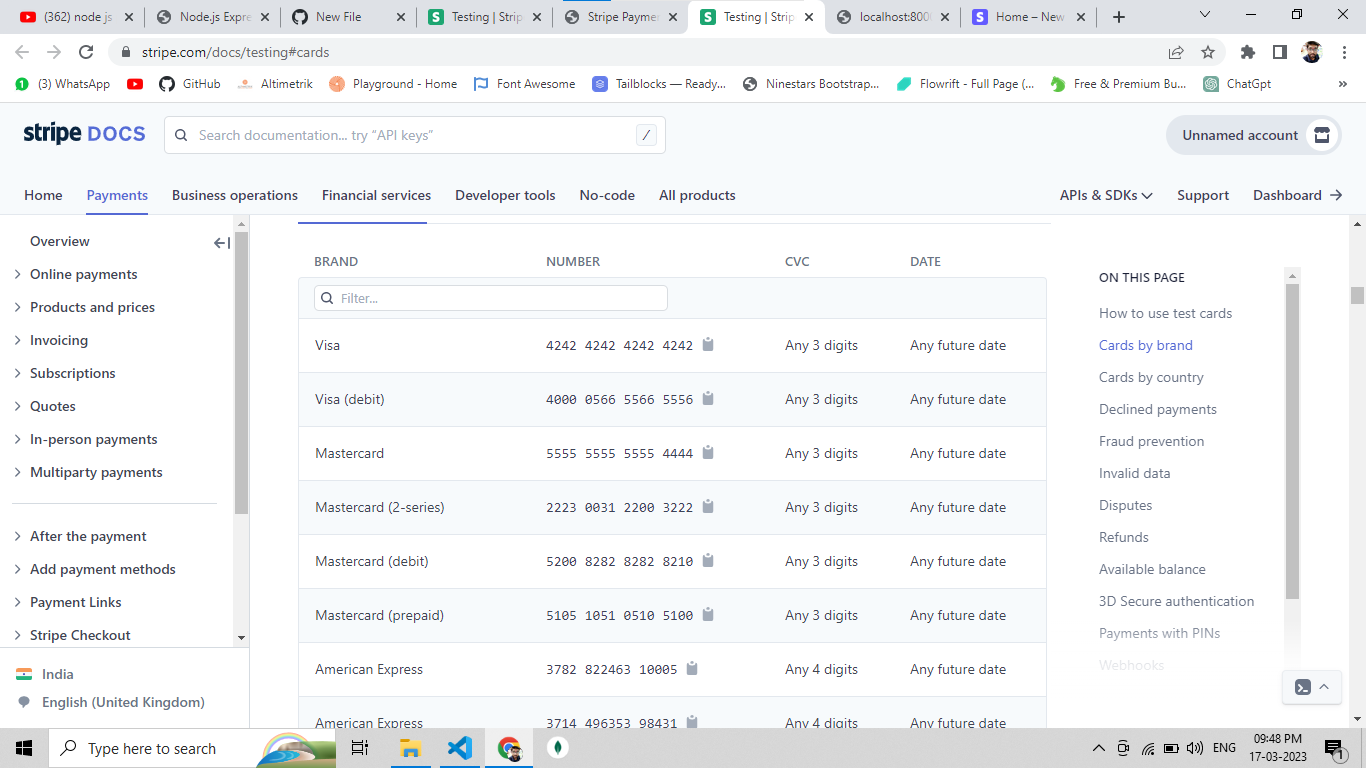 (362) node js
Node.js Expre
New File
Testing | Strip
Stripe Payme
Testing | Strip
localhost:800
Home – New
stripe.com/docs/testing#cards
(3) WhatsApp
GitHub
Altimetrik
Playground - Home
Font Awesome
Tailblocks — Ready...
Ninestars Bootstrap...
Flowrift - Full Page (...
Free & Premium Bu...
ChatGpt
»
stripe DOCS
Search documentation... try “API keys”
/
Unnamed account
Home
Payments
Business operations
Financial services
Developer tools
No-code
All products
APIs & SDKs
Support
Dashboard
Overview
Online payments
Products and prices
Invoicing
Subscriptions
Quotes
In-person payments
Multiparty payments
After the payment
Add payment methods
Payment Links
Stripe Checkout
India
English (United Kingdom)
BRAND NUMBER CVC DATE
Filter...
Visa 4242 4242 4242 4242 Any 3 digits Any future date
Visa (debit) 4000 0566 5566 5556 Any 3 digits Any future date
Mastercard 5555 5555 5555 4444 Any 3 digits Any future date
Mastercard (2-series) 2223 0031 2200 3222 Any 3 digits Any future date
Mastercard (debit) 5200 8282 8282 8210 Any 3 digits Any future date
Mastercard (prepaid) 5105 1051 0510 5100 Any 3 digits Any future date
American Express 3782 822463 10005 Any 4 digits Any future date
American Express 3714 496353 98431 Any 4 digits Any future date
ON THIS PAGE
How to use test cards
Cards by brand
Cards by country
Declined payments
Fraud prevention
Invalid data
Disputes
Refunds
Available balance
3D Secure authentication
Payments with PINs
Webhooks
Type here to search
ENG
09:48 PM
17-03-2023
1